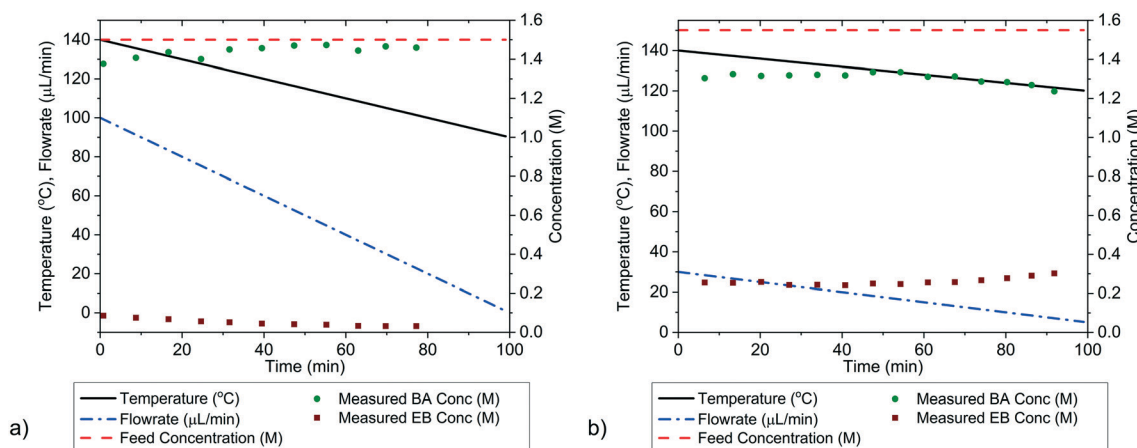 Temperature (°C), Flowrate (μL/min)
140
120
100
80
60
40
20
0
1.6
1.4
1.2
1.0
0.8
0.6
0.4
0.2
0.0
Concentration (M)
0 20 40 60 80 100
Time (min)
Temperature (°C)
Flowrate (μL/min)
Feed Concentration (M)
Measured BA Conc (M)
Measured EB Conc (M)
a)
Temperature (°C), Flowrate (μL/min)
140
120
100
80
60
40
20
0
1.6
1.4
1.2
1.0
0.8
0.6
0.4
0.2
0.0
Concentration (M)
0 20 40 60 80 100
Time (min)
Temperature (°C)
Flowrate (μL/min)
Feed Concentration (M)
Measured BA Conc (M)
Measured EB Conc (M)
b)